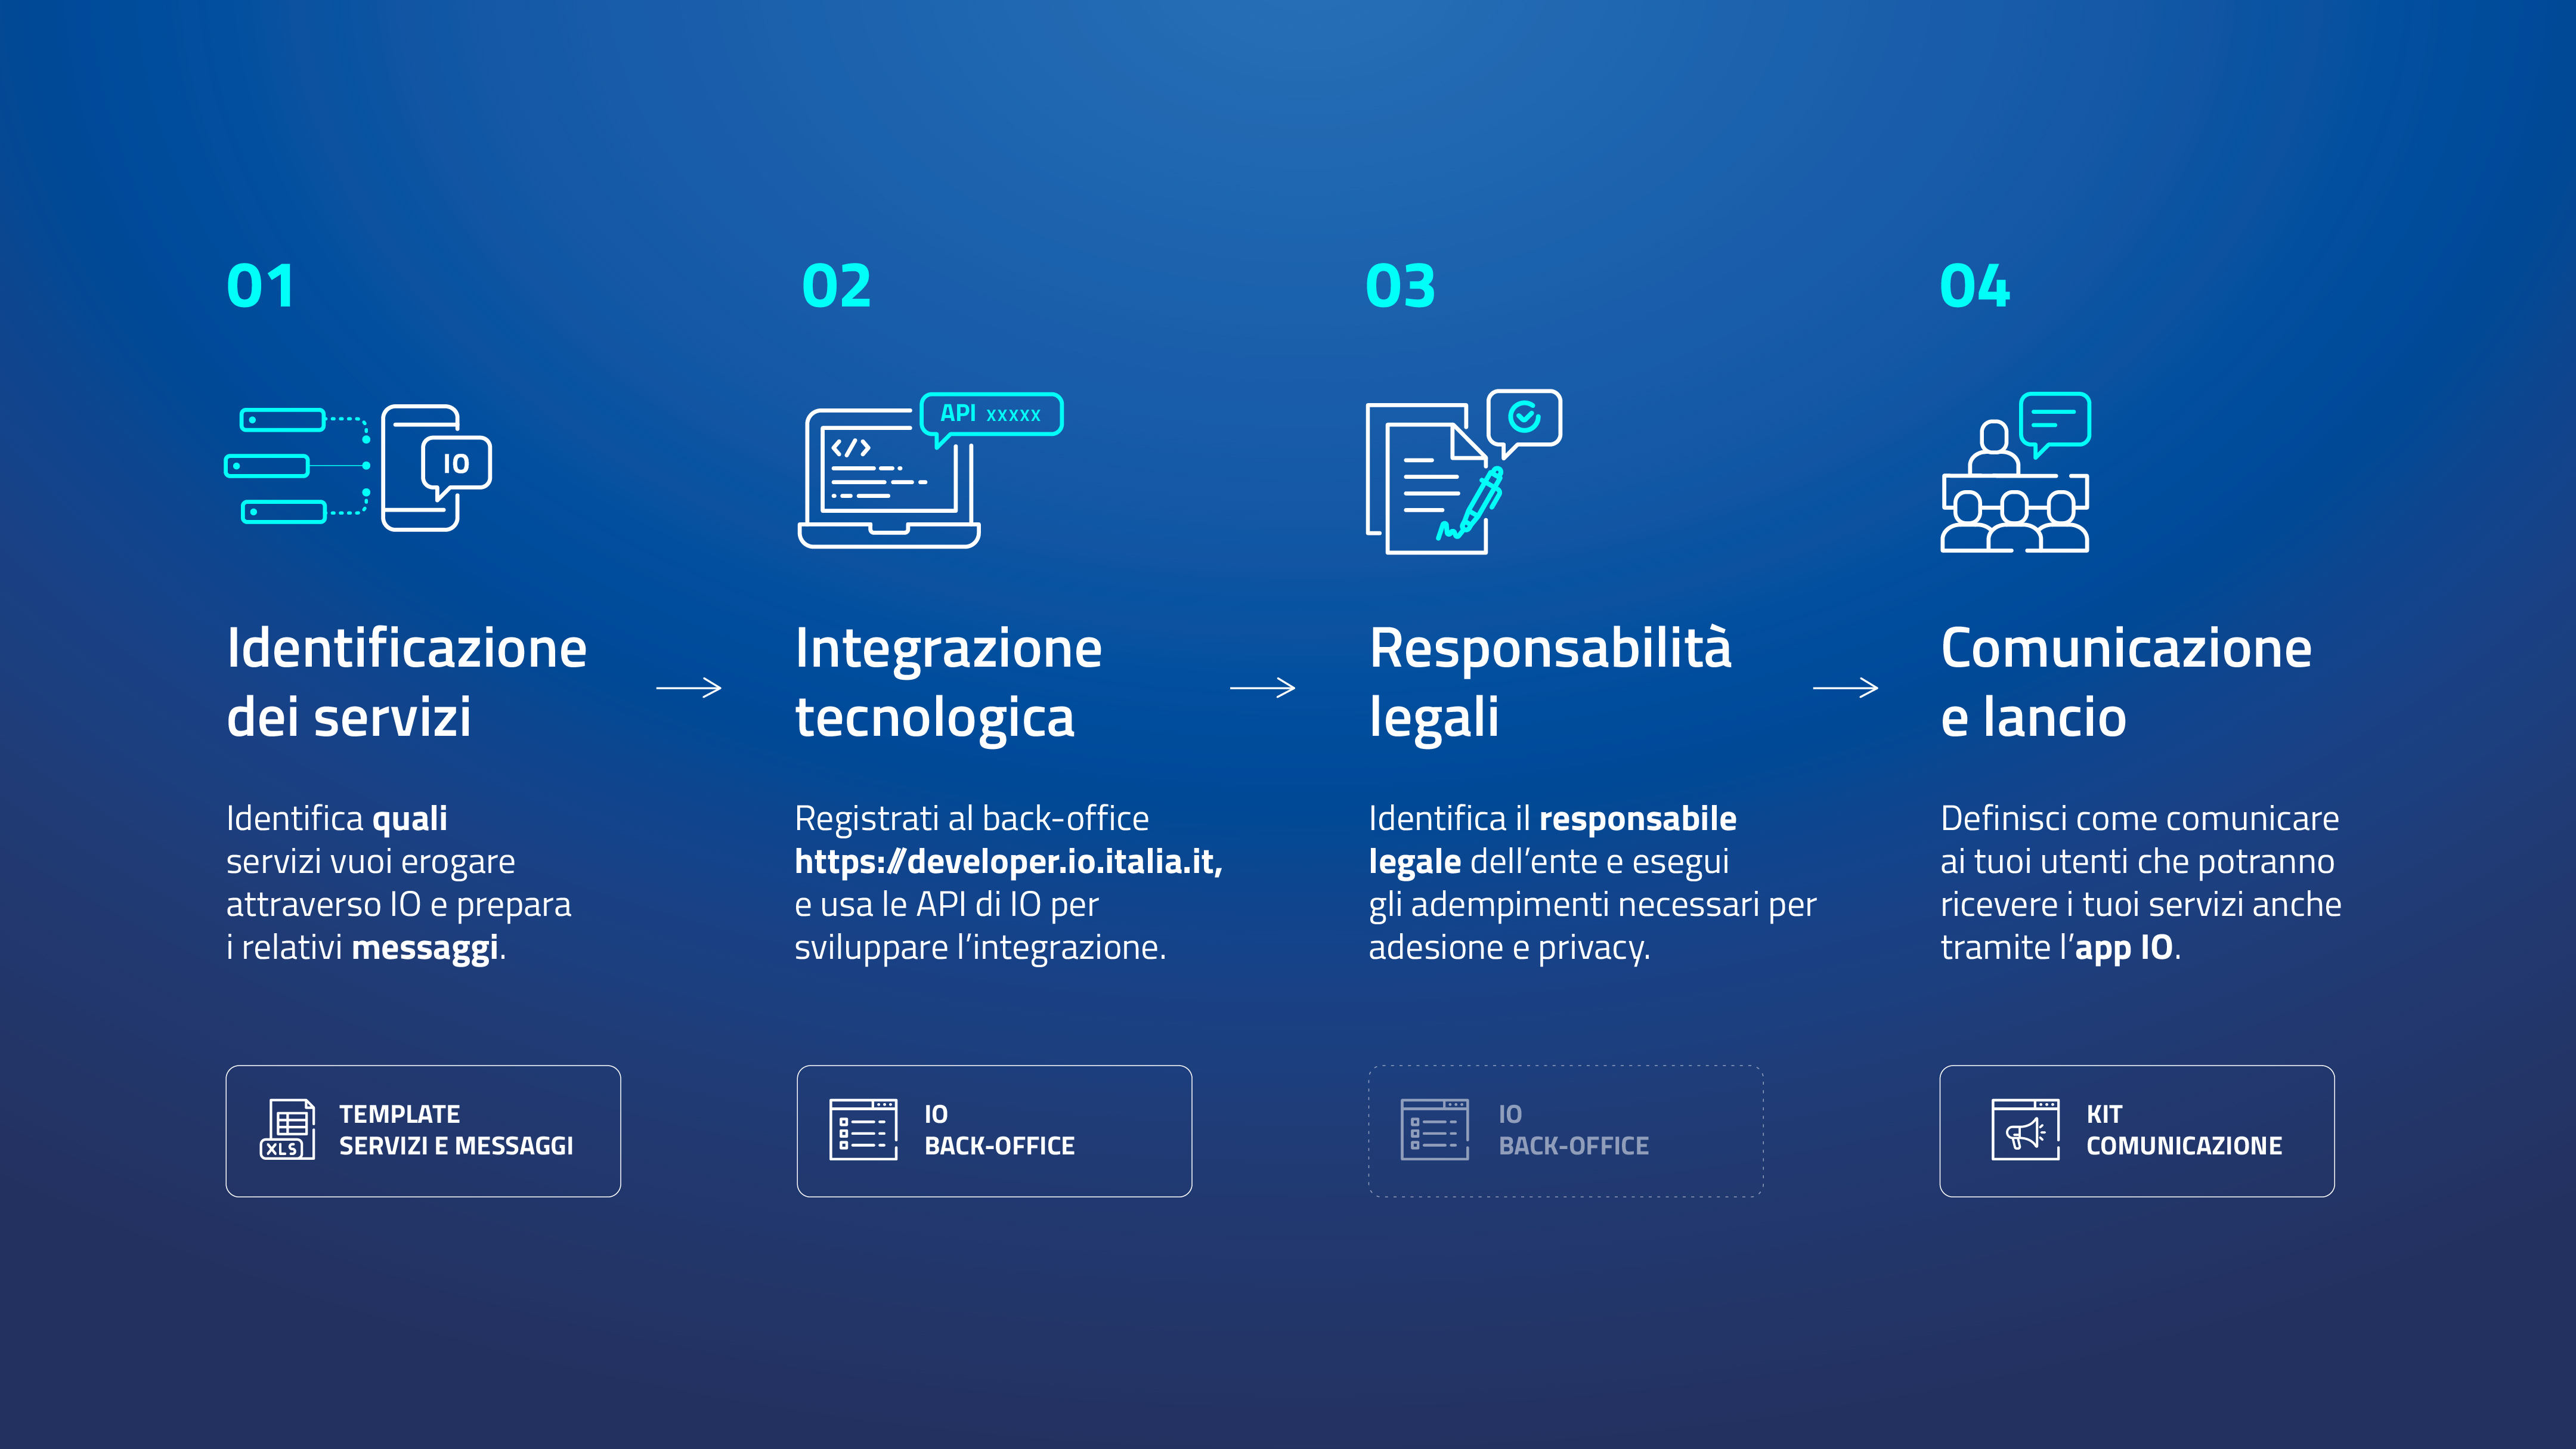 01
IO
Identificazione
dei servizi
Identifica quali
servizi vuoi erogare
attraverso IO e prepara
i relativi messaggi.
XLS
TEMPLATE
SERVIZI E MESSAGGI
02
API xxxxx
</>
Integrazione
tecnologica
Registrati al back-office
https://developer.io.italia.it,
e usa le API di IO per
sviluppare l’integrazione.
IO
BACK-OFFICE
03
Responsabilità
legali
Identifica il responsabile
legale dell’ente e esegui
gli adempimenti necessari per
adesione e privacy.
IO
BACK-OFFICE
04
Comunicazione
e lancio
Definisci come comunicare
ai tuoi utenti che potranno
ricevere i tuoi servizi anche
tramite l’app IO.
KIT
COMUNICAZIONE